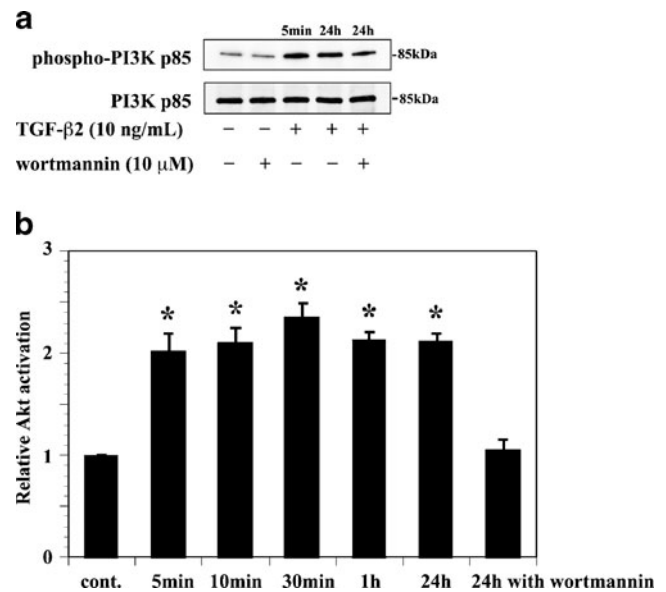 a
5min 24h 24h
phospho-PI3K p85 -85kDa
PI3K p85 -85kDa
TGF-β2 (10 ng/mL) − − + + +
wortmannin (10 μM) − + − − +
b
3
2
1
0
Relative Akt activation
* * * * *
cont. 5min 10min 30min 1h 24h 24h with wortmannin